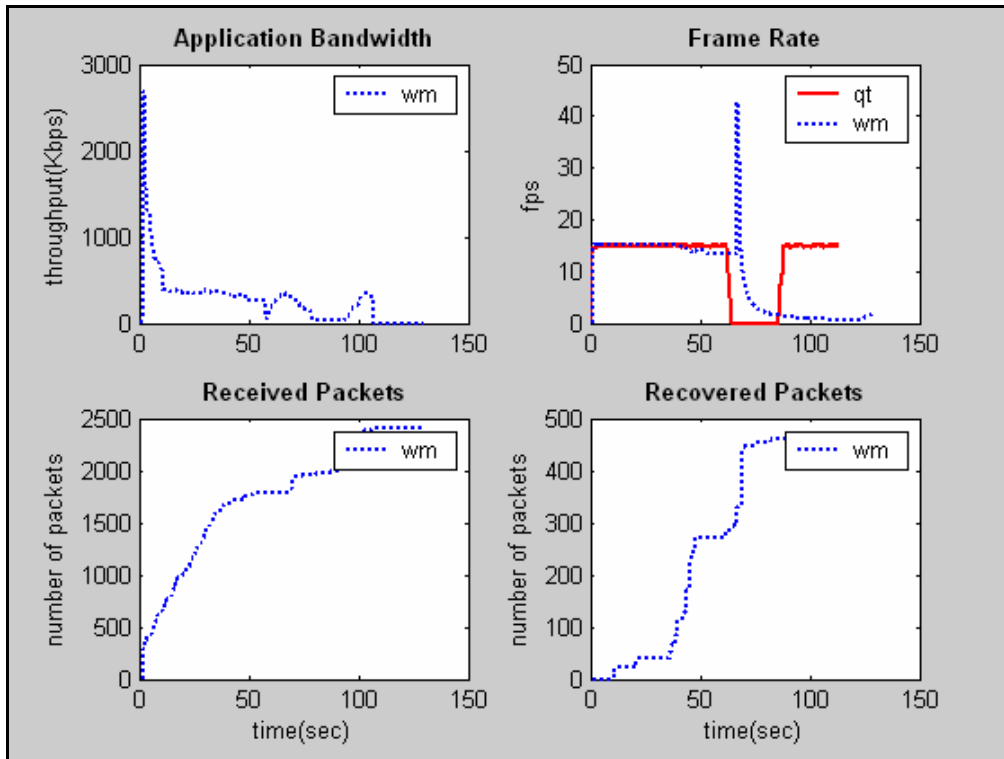 Application Bandwidth
3000
2000
1000
0
throughput(Kbps)
wm
0 50 100 150
Frame Rate
50
40
30
20
10
0
fps
qt
wm
0 50 100 150
Received Packets
2500
2000
1500
1000
500
0
number of packets
wm
0 50 100 150
time(sec)
Recovered Packets
500
400
300
200
100
0
number of packets
wm
0 50 100 150
time(sec)